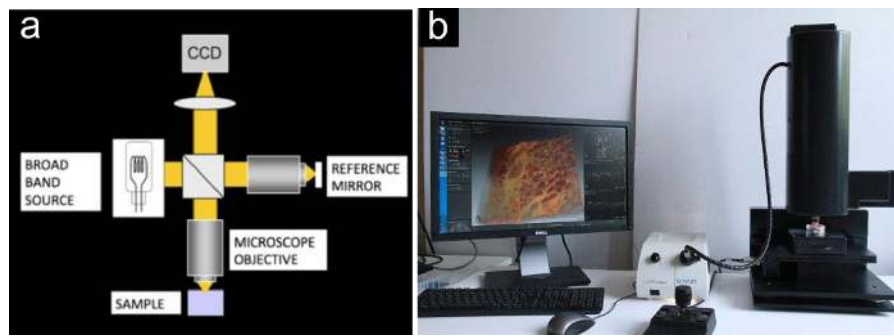 a
CCD
BROAD
BAND
SOURCE
REFERENCE
MIRROR
MICROSCOPE
OBJECTIVE
SAMPLE
b
DELL